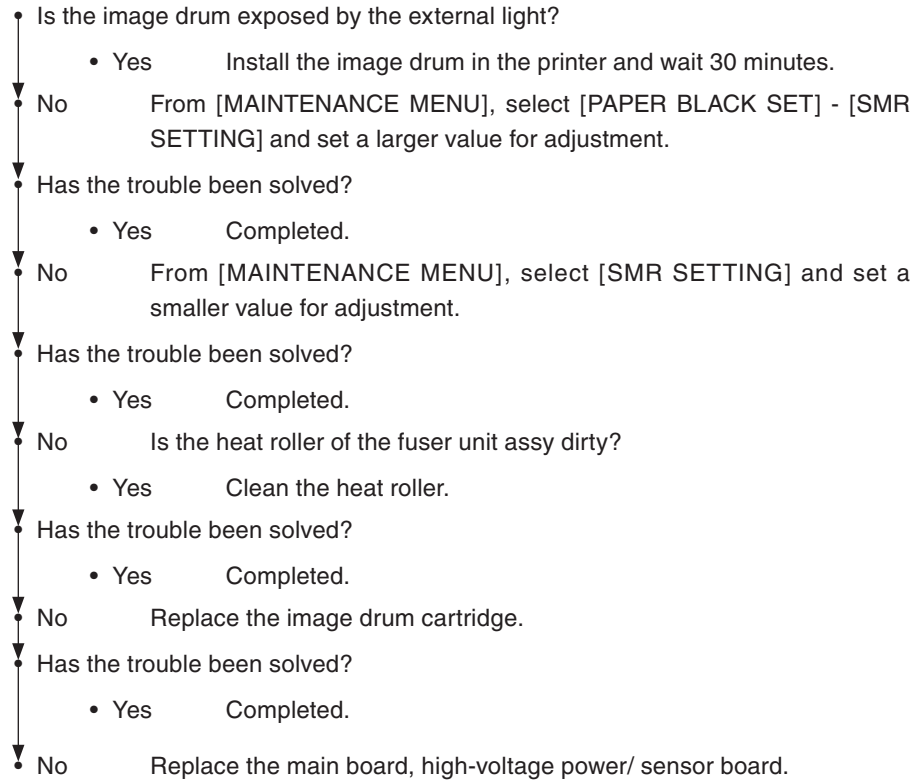 • Is the image drum exposed by the external light?
• Yes Install the image drum in the printer and wait 30 minutes.
• No From [MAINTENANCE MENU], select [PAPER BLACK SET] - [SMR
SETTING] and set a larger value for adjustment.
• Has the trouble been solved?
• Yes Completed.
• No From [MAINTENANCE MENU], select [SMR SETTING] and set a
smaller value for adjustment.
• Has the trouble been solved?
• Yes Completed.
• No Is the heat roller of the fuser unit assy dirty?
• Yes Clean the heat roller.
• Has the trouble been solved?
• Yes Completed.
• No Replace the image drum cartridge.
• Has the trouble been solved?
• Yes Completed.
• No Replace the main board, high-voltage power/ sensor board.